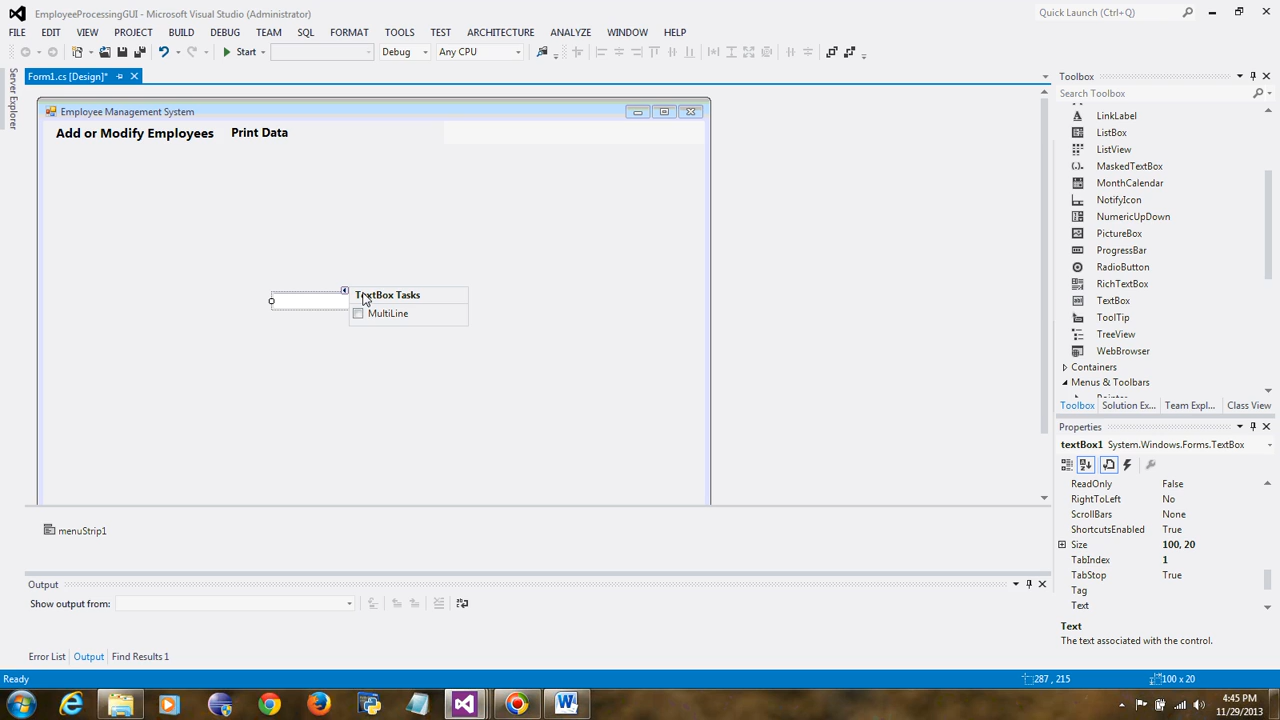 EmployeeProcessingGUI - Microsoft Visual Studio (Administrator)
Quick Launch (Ctrl+Q)
FILE EDIT VIEW PROJECT BUILD DEBUG TEAM SQL FORMAT TOOLS TEST ARCHITECTURE ANALYZE WINDOW HELP
Start Debug Any CPU
Server Explorer
Form1.cs [Design]*
Toolbox
Search Toolbox
Employee Management System
Add or Modify Employees Print Data
LinkLabel
ListBox
ListView
MaskedTextBox
MonthCalendar
NotifyIcon
NumericUpDown
PictureBox
ProgressBar
RadioButton
RichTextBox
TextBox
ToolTip
TreeView
WebBrowser
Containers
Menus & Toolbars
TextBox Tasks
MultiLine
Toolbox Solution Ex... Team Expl... Class View
Properties
textBox1 System.Windows.Forms.TextBox
ReadOnly False
RightToLeft No
ScrollBars None
ShortcutsEnabled True
Size 100, 20
TabIndex 1
TabStop True
Tag
Text
Text
The text associated with the control.
menuStrip1
Output
Show output from:
Error List Output Find Results 1
Ready 287 , 215 100 x 20
4:45 PM
11/29/2013